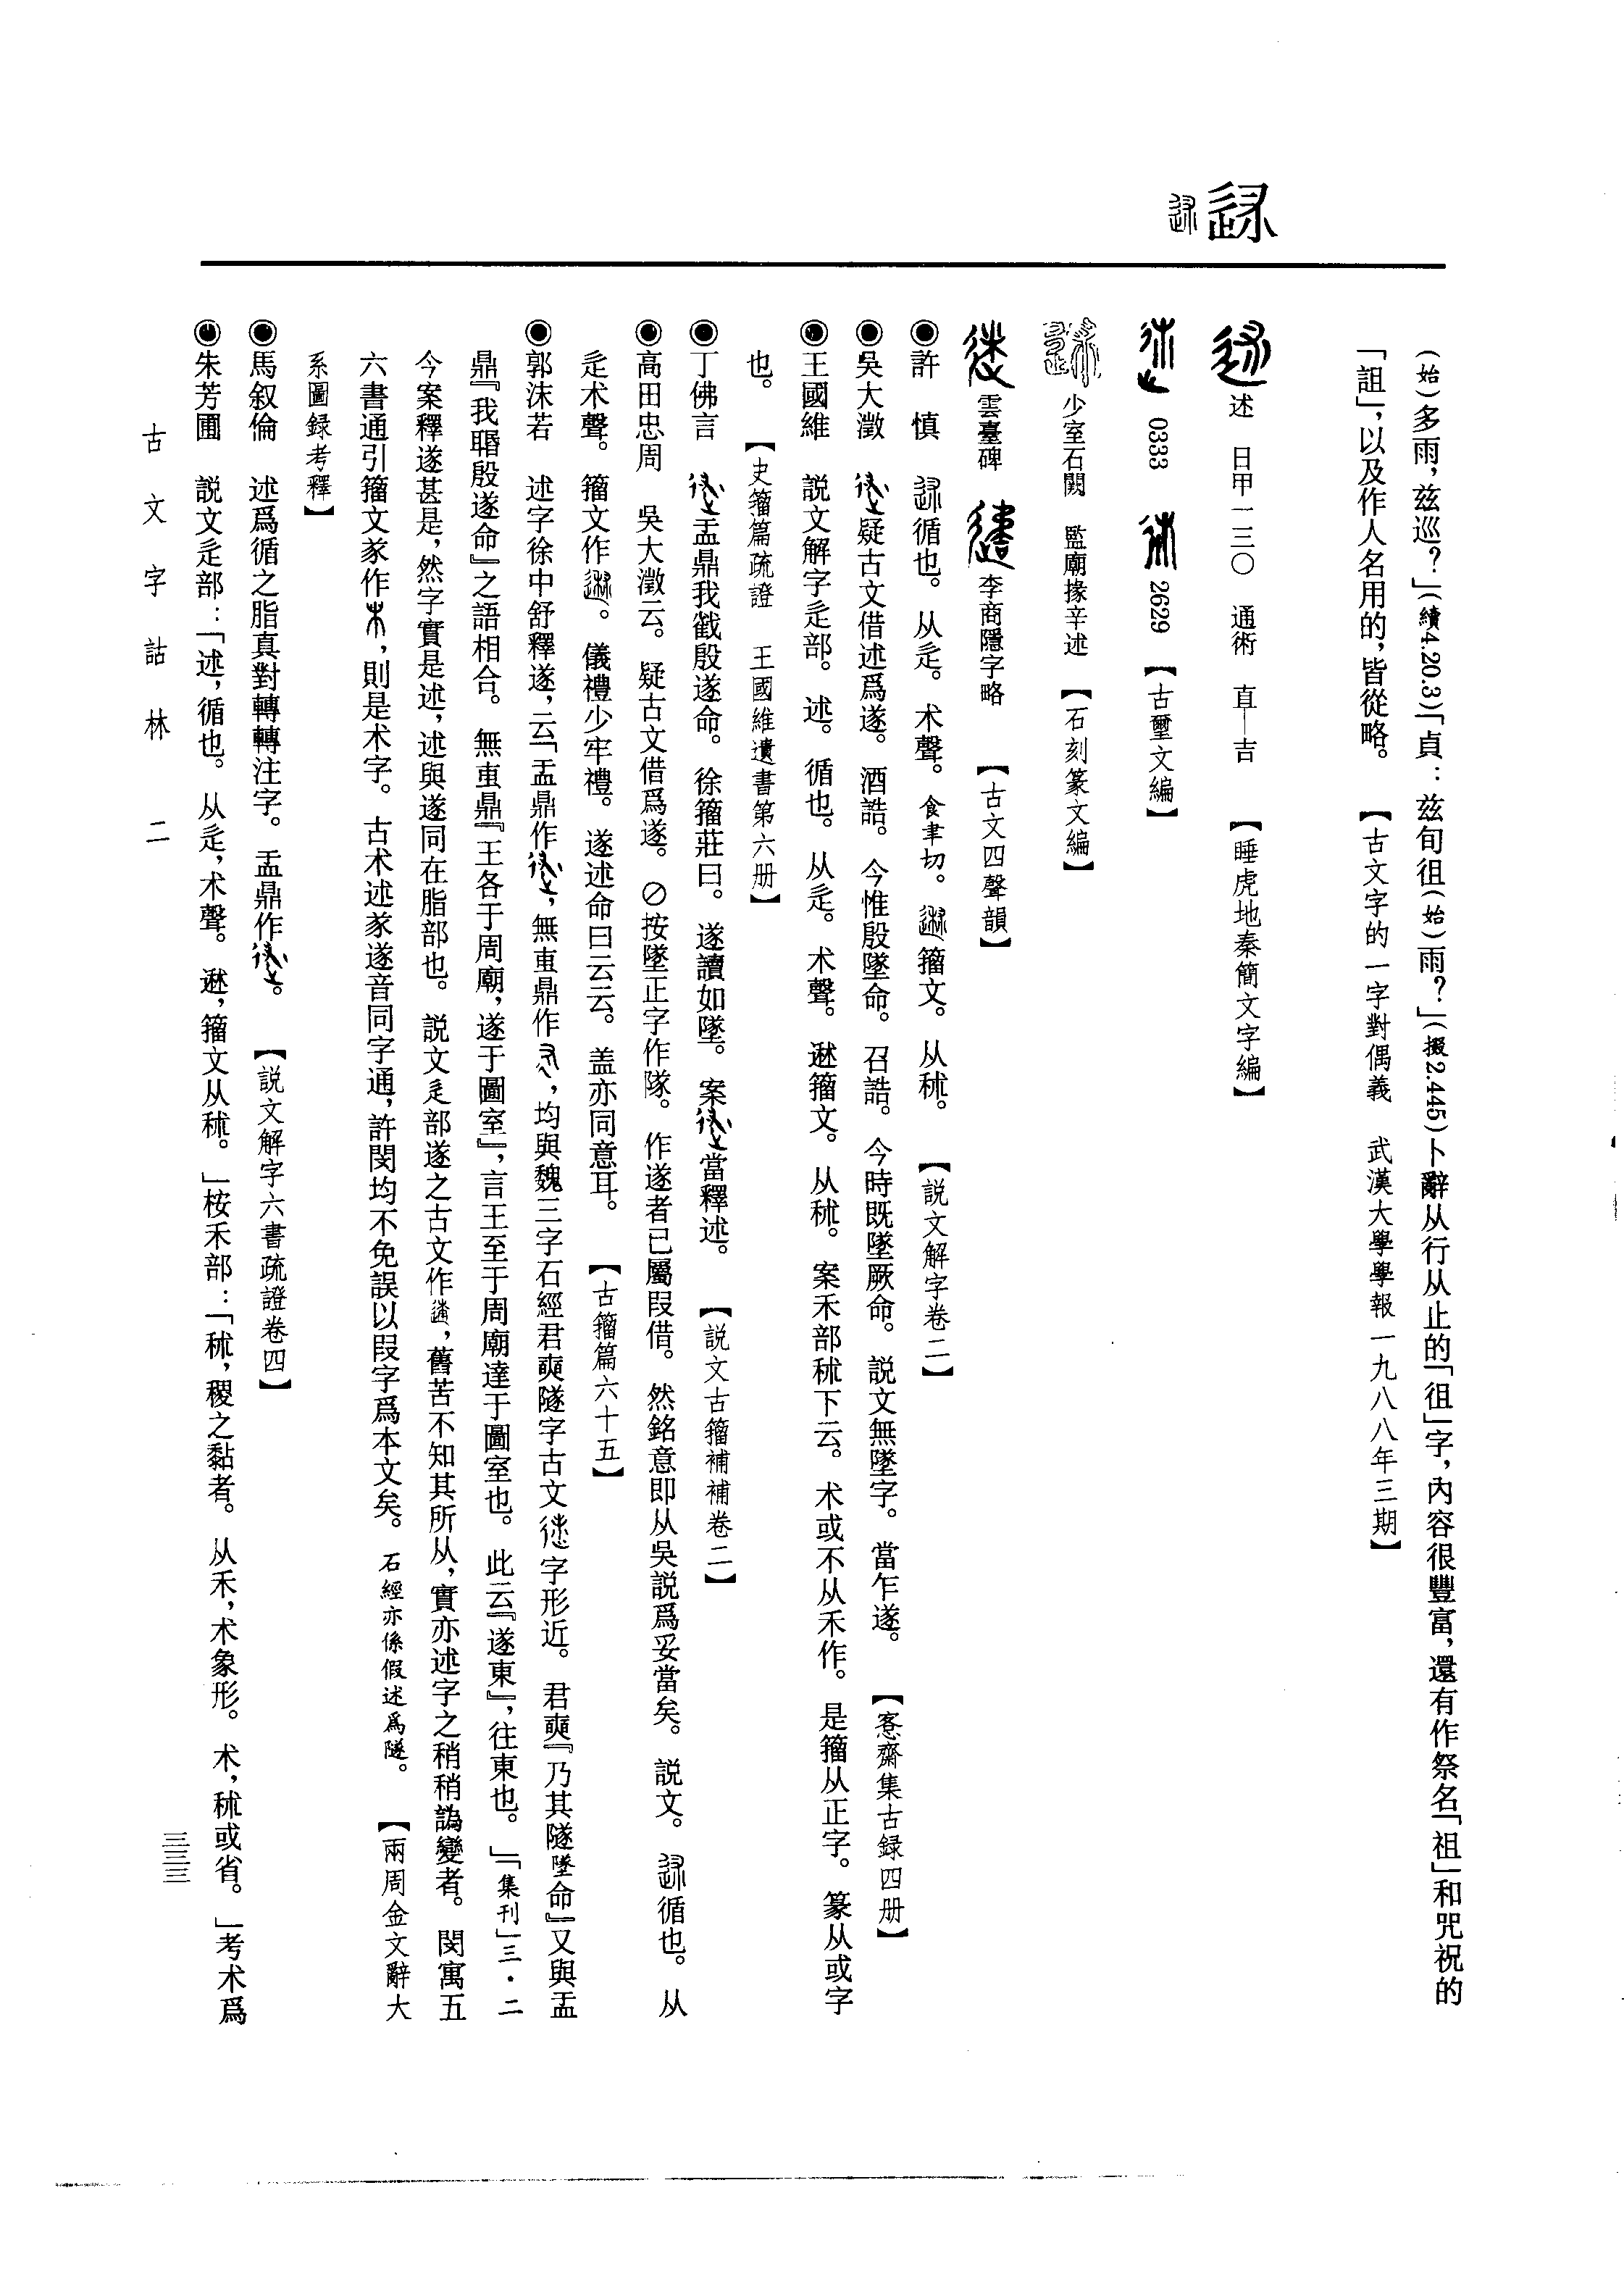 (始)多雨,兹巡?」(續4.20.3)「貞:兹旬徂(始)雨?」(掇2.445)卜辭从行从止的「徂」字,內容很豐富,還有作祭名「祖」和咒祝的
「詛」,以及作人名用的,皆從略。 【古文字的一字對偶義 武漢大學學報一九八八年三期】
述 日甲一三〇 通術 直—吉 【睡虎地秦簡文字編】
0333 2629 【古璽文編】
少室石闕 監廟掾辛述 【石刻篆文編】
雲臺碑 李商隱字略 【古文四聲韻】
◉許 慎 循也。从辵。术聲。食聿切。籀文。从秫。 【説文解字卷二】
◉吳大澂 疑古文借述爲遂。酒誥。今惟殷墜命。召誥。今時既墜厥命。説文無墜字。當乍遂。 【愙齋集古録四册】
◉王國維 説文解字辵部。述。循也。从辵。术聲。籀文。从秫。案禾部秫下云。术或不从禾作。是籀从正字。篆从或字
也。 【史籀篇疏證 王國維遺書第六册】
◉丁佛言 盂鼎我戠殷遂命。徐籀莊曰。遂讀如墜。案當釋述。 【説文古籀補補卷二】
◉高田忠周 吳大澂云。疑古文借爲遂。⊘按墜正字作隊。作遂者已屬叚借。然銘意即从吳説爲妥當矣。説文。循也。从
辵术聲。籀文作。儀禮少牢禮。遂述命曰云云。盖亦同意耳。 【古籀篇六十五】
◉郭沫若 述字徐中舒釋遂,云「盂鼎作,無叀鼎作,均與魏三字石經君奭隧字古文字形近。君奭『乃其隧墜命』又與盂
鼎『我䎽殷遂命』之語相合。無叀鼎『王各于周廟,遂于圖室』,言王至于周廟達于圖室也。此云『遂東』,往東也。」「集刊」三·二
今案釋遂甚是,然字實是述,述與遂同在脂部也。説文辵部遂之古文作,舊苦不知其所从,實亦述字之稍稍譌變者。閔寓五
六書通引籀文㒸作,則是术字。古术述㒸遂音同字通,許閔均不免誤以叚字爲本文矣。石經亦係假述爲隧。 【兩周金文辭大
系圖録考釋】
◉馬叙倫 述爲循之脂真對轉轉注字。盂鼎作。 【説文解字六書疏證卷四】
◉朱芳圃 説文辵部:「述,循也。从辵,术聲。,籀文从秫。」桉禾部:「秫,稷之黏者。从禾,术象形。术,秫或省。」考术爲
古文字詁林 二
三三三